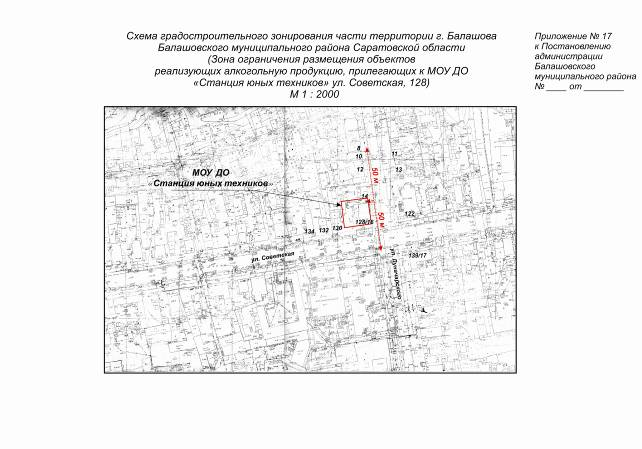 Схема градостроительного зонирования части территории г. Балашова
Балашовского муниципального района Саратовской области
(Зона ограничения размещения объектов
реализующих алкогольную продукцию, прилегающих к МОУ ДО
«Станция юных техников» ул. Советская, 128)
М 1 : 2000
Приложение № 17
к Постановлению
администрации
Балашовского
муниципального района
№ ____ от ________
МОУ ДО
«Станция юных техников»
8
10
12
11
13
50 м
14
50 м
122
128/16
130
132
134
ул. Советская
139/17